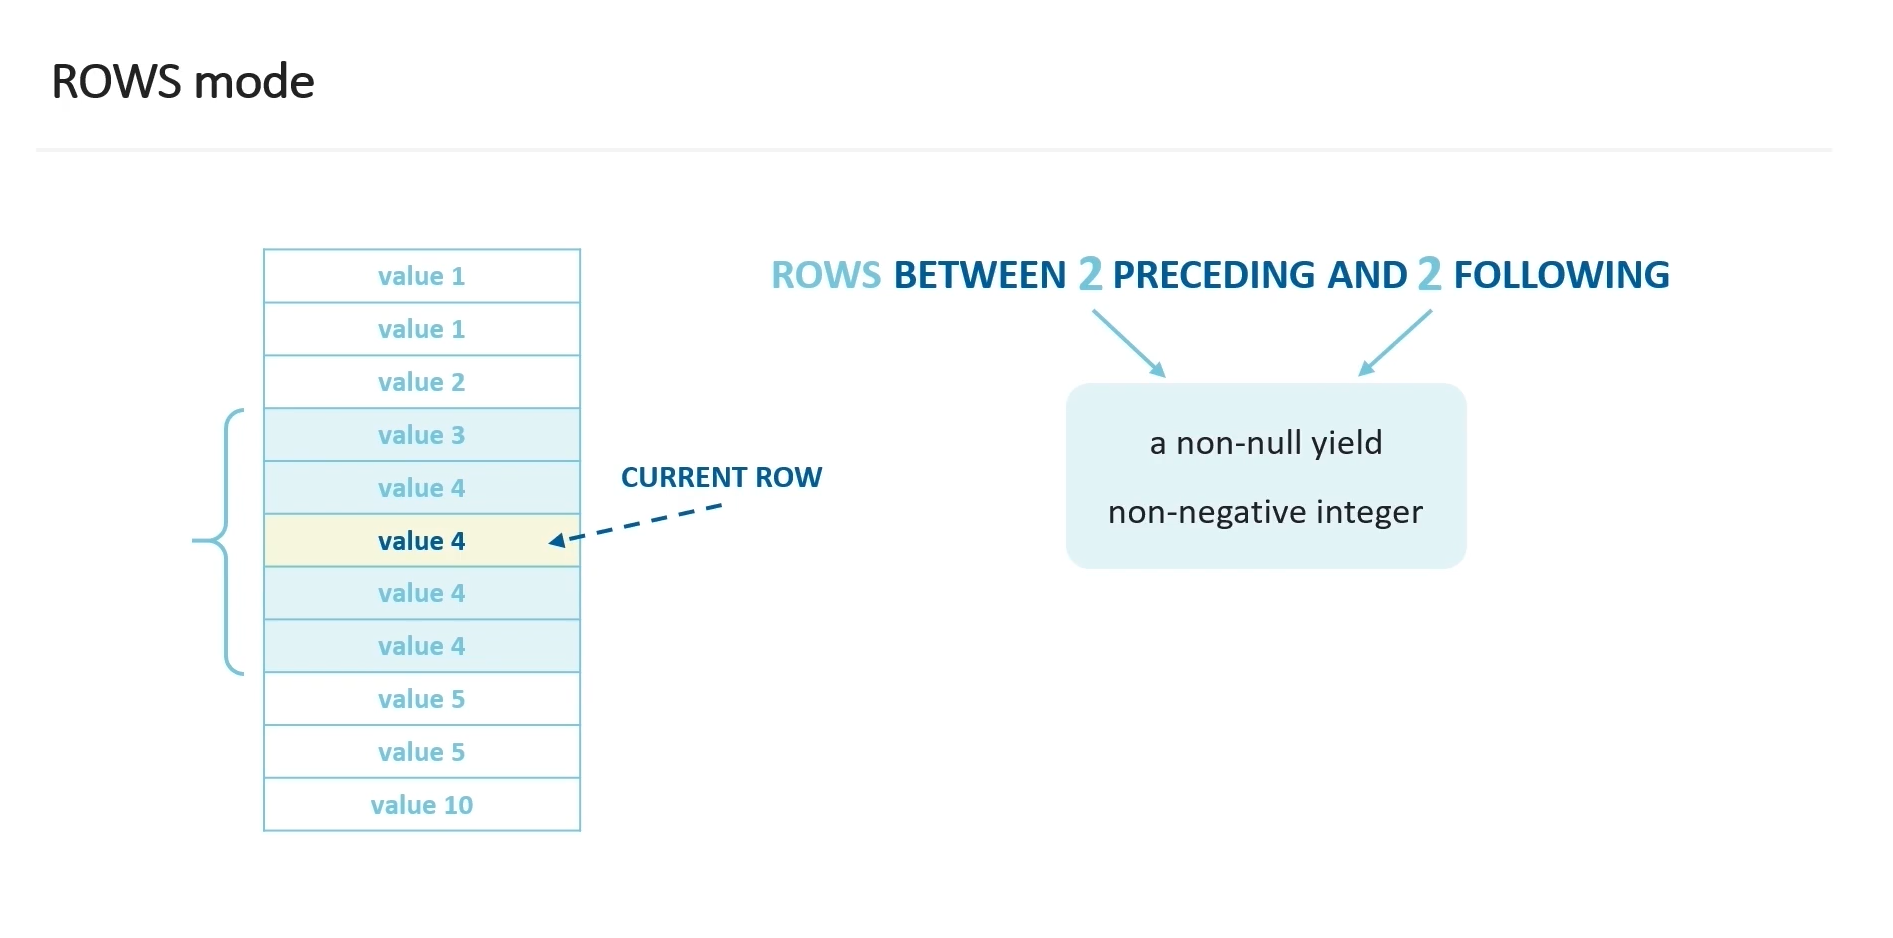 ROWS mode
value 1
value 1
value 2
value 3
value 4
value 4
value 4
value 4
value 5
value 5
value 10
CURRENT ROW
ROWS BETWEEN 2 PRECEDING AND 2 FOLLOWING
a non-null yield
non-negative integer